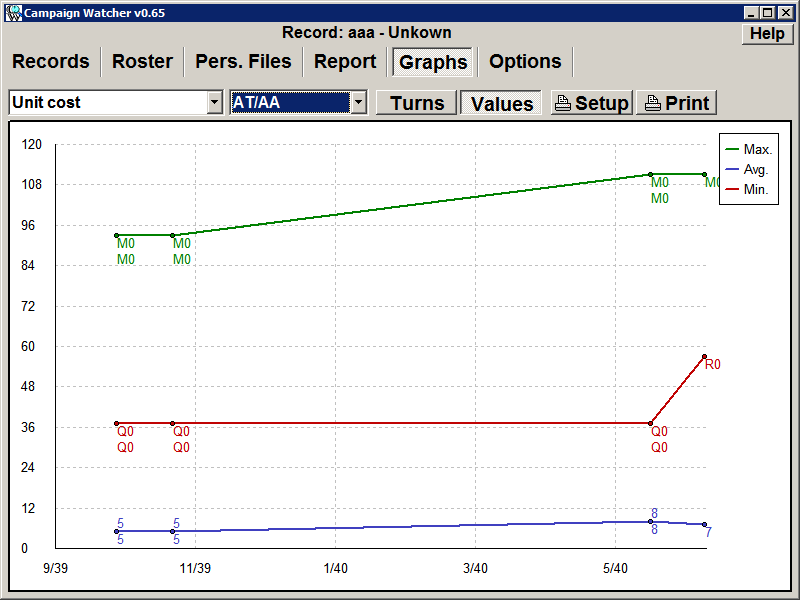 Campaign Watcher v0.65
Record: aaa - Unkown
Help
Records Roster Pers. Files Report Graphs Options
Unit cost AT/AA Turns Values Setup Print
120
108
96
84
72
60
48
36
24
12
0
9/39 11/39 1/40 3/40 5/40
Max.
Avg.
Min.
M0 M0
M0 M0
M0 M0
M0
Q0 Q0 Q0
Q0 Q0 Q0
R0
5 5 8
5 5 8 7